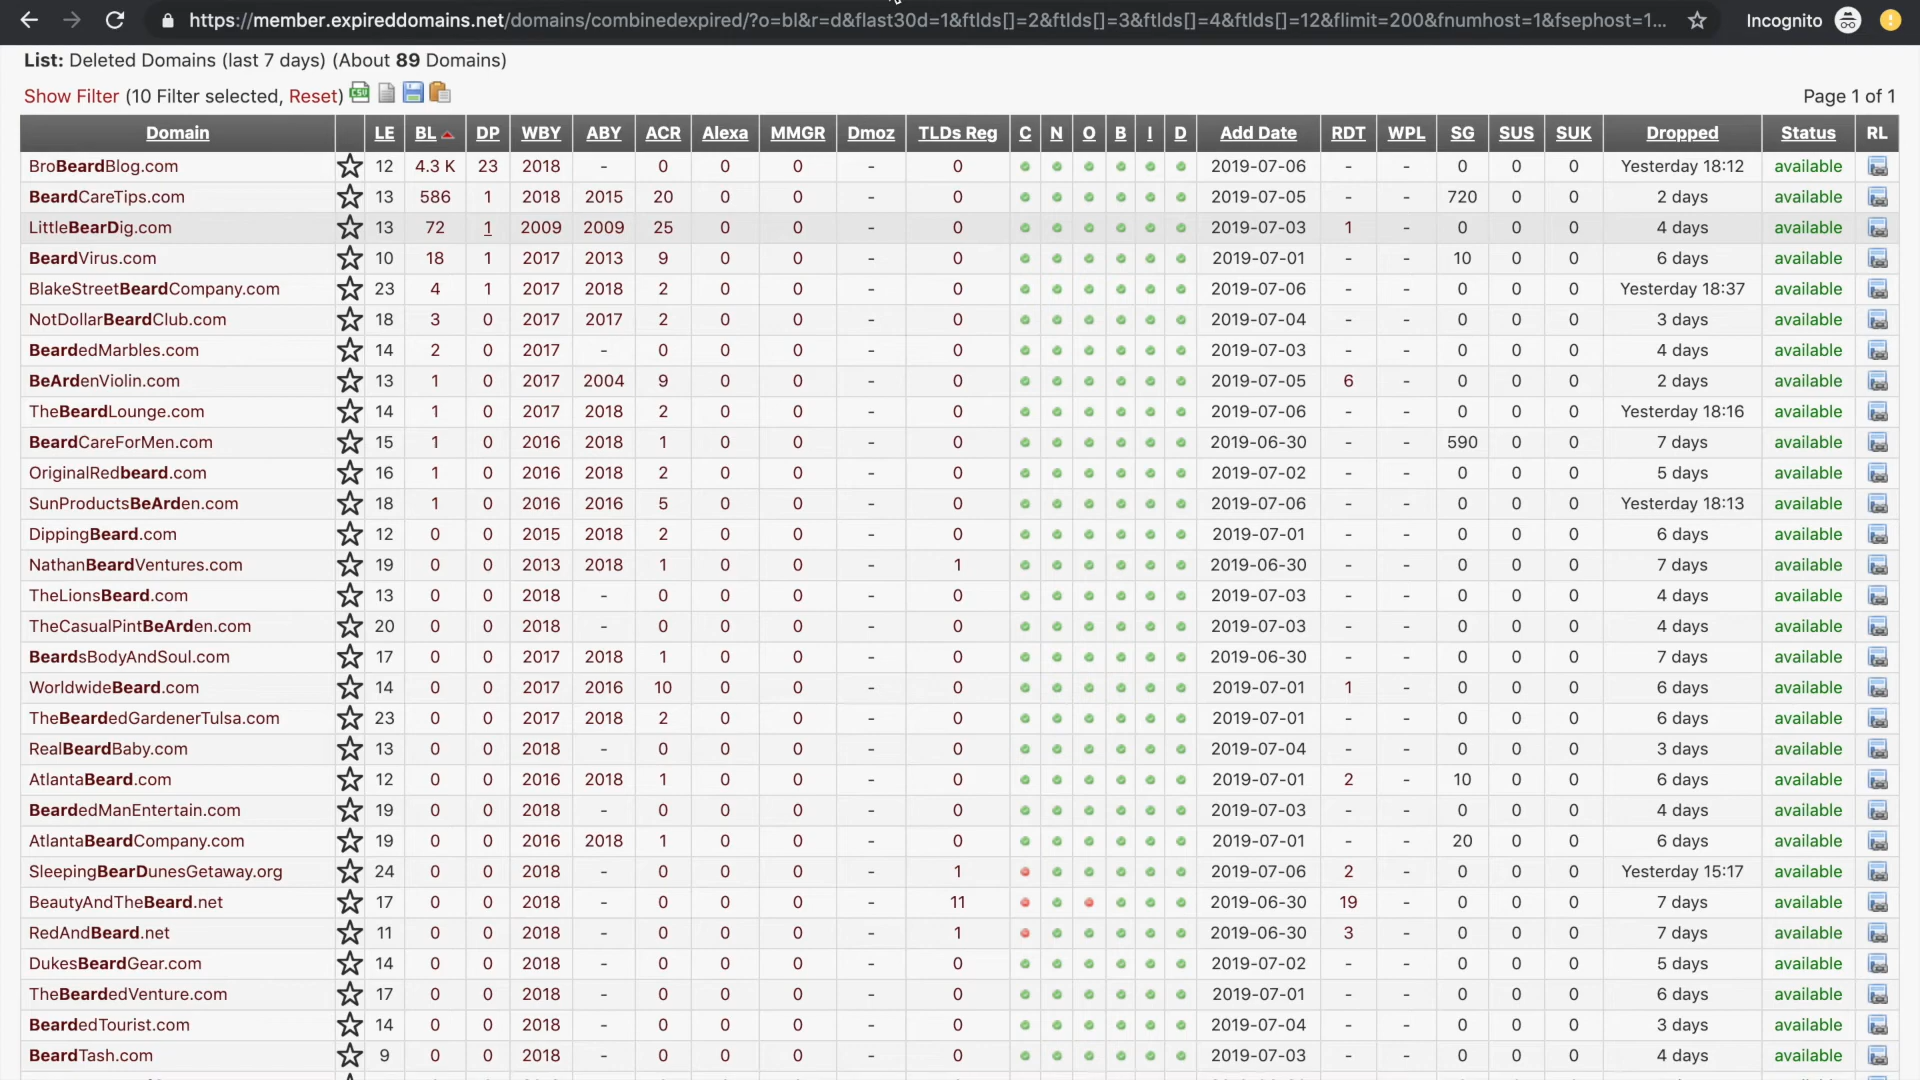 https://member.expireddomains.net/domains/combinedexpired/?o=bl&r=d&flast30d=1&ftlds[]=2&ftlds[]=3&ftlds[]=4&ftlds[]=12&flimit=200&fnumhost=1&fsephost=1... Incognito
List: Deleted Domains (last 7 days) (About 89 Domains)
Show Filter (10 Filter selected, Reset) CSV Page 1 of 1
Domain LE BL DP WBY ABY ACR Alexa MMGR Dmoz TLDs Reg C N O B I D Add Date RDT WPL SG SUS SUK Dropped Status RL
BroBeardBlog.com 12 4.3 K 23 2018 - 0 0 0 - 0 2019-07-06 - - 0 0 0 Yesterday 18:12 available
BeardCareTips.com 13 586 1 2018 2015 20 0 0 - 0 2019-07-05 - - 720 0 0 2 days available
LittleBearDig.com 13 72 1 2009 2009 25 0 0 - 0 2019-07-03 1 - 0 0 0 4 days available
BeardVirus.com 10 18 1 2017 2013 9 0 0 - 0 2019-07-01 - - 10 0 0 6 days available
BlakeStreetBeardCompany.com 23 4 1 2017 2018 2 0 0 - 0 2019-07-06 - - 0 0 0 Yesterday 18:37 available
NotDollarBeardClub.com 18 3 0 2017 2017 2 0 0 - 0 2019-07-04 - - 0 0 0 3 days available
BeardedMarbles.com 14 2 0 2017 - 0 0 0 - 0 2019-07-03 - - 0 0 0 4 days available
BeArdenViolin.com 13 1 0 2017 2004 9 0 0 - 0 2019-07-05 6 - 0 0 0 2 days available
TheBeardLounge.com 14 1 0 2017 2018 2 0 0 - 0 2019-07-06 - - 0 0 0 Yesterday 18:16 available
BeardCareForMen.com 15 1 0 2016 2018 1 0 0 - 0 2019-06-30 - - 590 0 0 7 days available
OriginalRedbeard.com 16 1 0 2016 2018 2 0 0 - 0 2019-07-02 - - 0 0 0 5 days available
SunProductsBeArden.com 18 1 0 2016 2016 5 0 0 - 0 2019-07-06 - - 0 0 0 Yesterday 18:13 available
DippingBeard.com 12 0 0 2015 2018 2 0 0 - 0 2019-07-01 - - 0 0 0 6 days available
NathanBeardVentures.com 19 0 0 2013 2018 1 0 0 - 1 2019-06-30 - - 0 0 0 7 days available
TheLionsBeard.com 13 0 0 2018 - 0 0 0 - 0 2019-07-03 - - 0 0 0 4 days available
TheCasualPintBeArden.com 20 0 0 2018 - 0 0 0 - 0 2019-07-03 - - 0 0 0 4 days available
BeardsBodyAndSoul.com 17 0 0 2017 2018 1 0 0 - 0 2019-06-30 - - 0 0 0 7 days available
WorldwideBeard.com 14 0 0 2017 2016 10 0 0 - 0 2019-07-01 1 - 0 0 0 6 days available
TheBeardedGardenerTulsa.com 23 0 0 2017 2018 2 0 0 - 0 2019-07-01 - - 0 0 0 6 days available
RealBeardBaby.com 13 0 0 2018 - 0 0 0 - 0 2019-07-04 - - 0 0 0 3 days available
AtlantaBeard.com 12 0 0 2016 2018 1 0 0 - 0 2019-07-01 2 - 10 0 0 6 days available
BeardedManEntertain.com 19 0 0 2018 - 0 0 0 - 0 2019-07-03 - - 0 0 0 4 days available
AtlantaBeardCompany.com 19 0 0 2016 2018 1 0 0 - 0 2019-07-01 - - 20 0 0 6 days available
SleepingBearDunesGetaway.org 24 0 0 2018 - 0 0 0 - 1 2019-07-06 2 - 0 0 0 Yesterday 15:17 available
BeautyAndTheBeard.net 17 0 0 2018 - 0 0 0 - 11 2019-06-30 19 - 0 0 0 7 days available
RedAndBeard.net 11 0 0 2018 - 0 0 0 - 1 2019-06-30 3 - 0 0 0 7 days available
DukesBeardGear.com 14 0 0 2018 - 0 0 0 - 0 2019-07-02 - - 0 0 0 5 days available
TheBeardedVenture.com 17 0 0 2018 - 0 0 0 - 0 2019-07-01 - - 0 0 0 6 days available
BeardedTourist.com 14 0 0 2018 - 0 0 0 - 0 2019-07-04 - - 0 0 0 3 days available
BeardTash.com 9 0 0 2018 - 0 0 0 - 0 2019-07-03 - - 0 0 0 4 days available